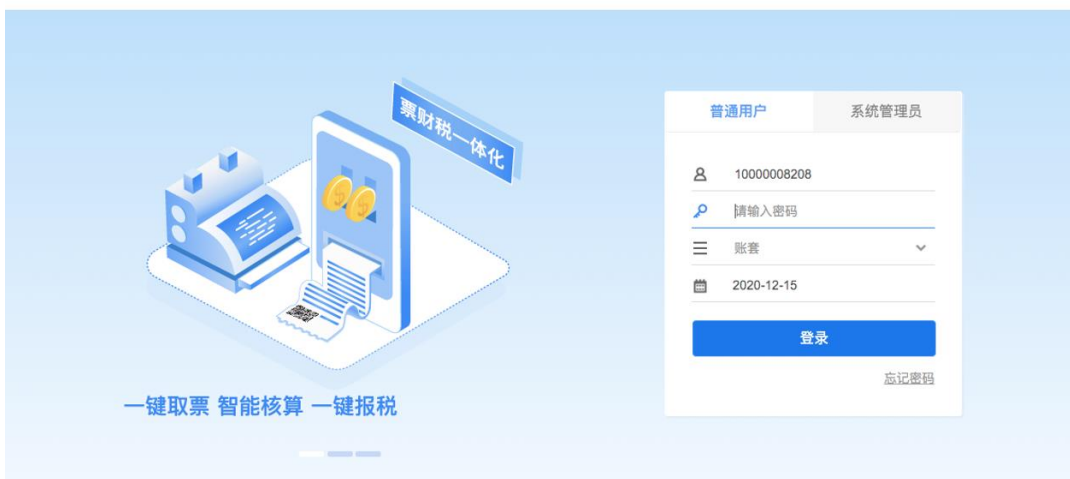 票财税一体化
一键取票 智能核算 一键报税
普通用户 系统管理员
10000008208
请输入密码
账套
2020-12-15
登录
忘记密码